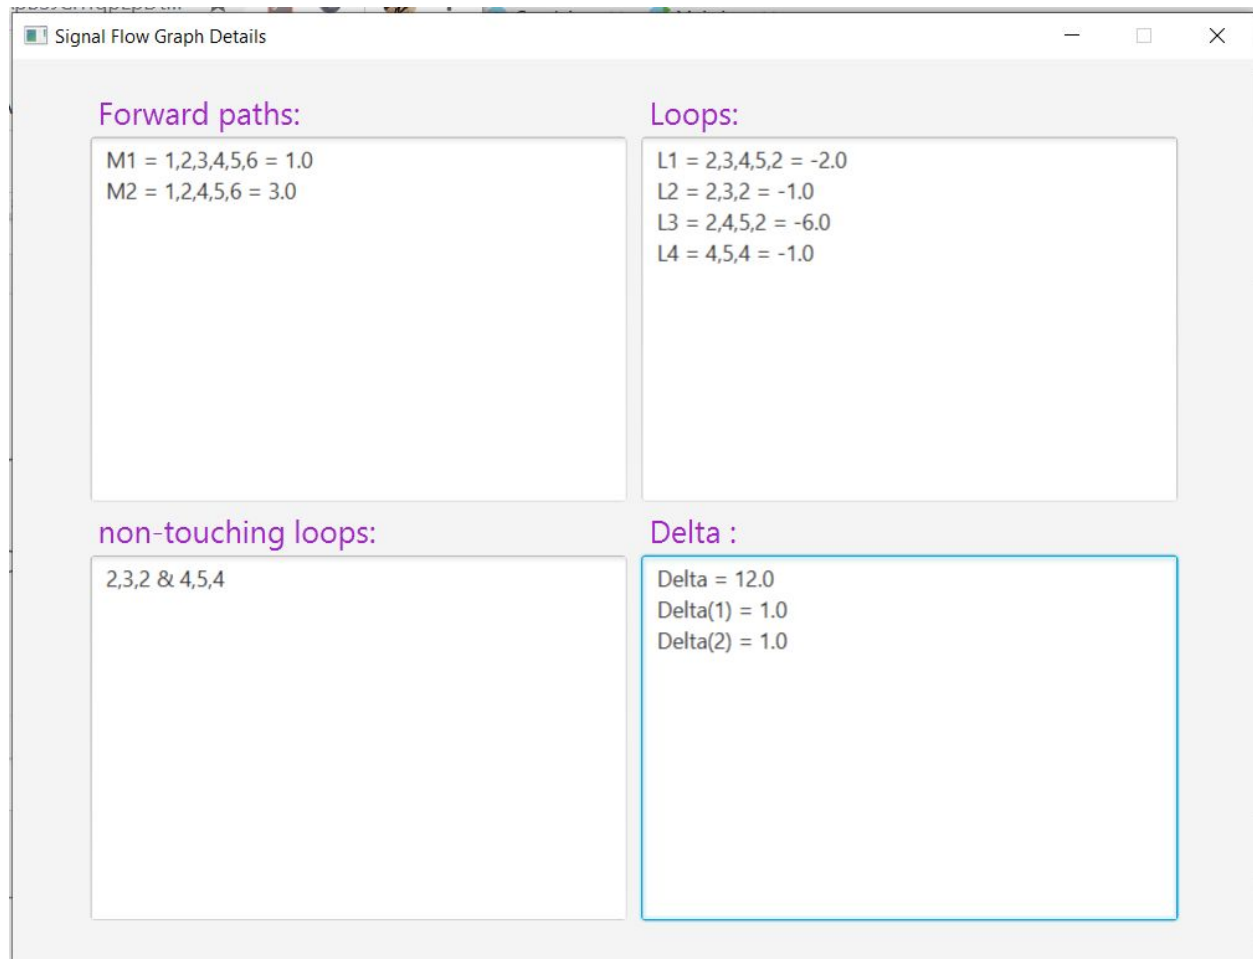 Signal Flow Graph Details
Forward paths:
M1 = 1,2,3,4,5,6 = 1.0
M2 = 1,2,4,5,6 = 3.0
Loops:
L1 = 2,3,4,5,2 = -2.0
L2 = 2,3,2 = -1.0
L3 = 2,4,5,2 = -6.0
L4 = 4,5,4 = -1.0
non-touching loops:
2,3,2 & 4,5,4
Delta :
Delta = 12.0
Delta(1) = 1.0
Delta(2) = 1.0